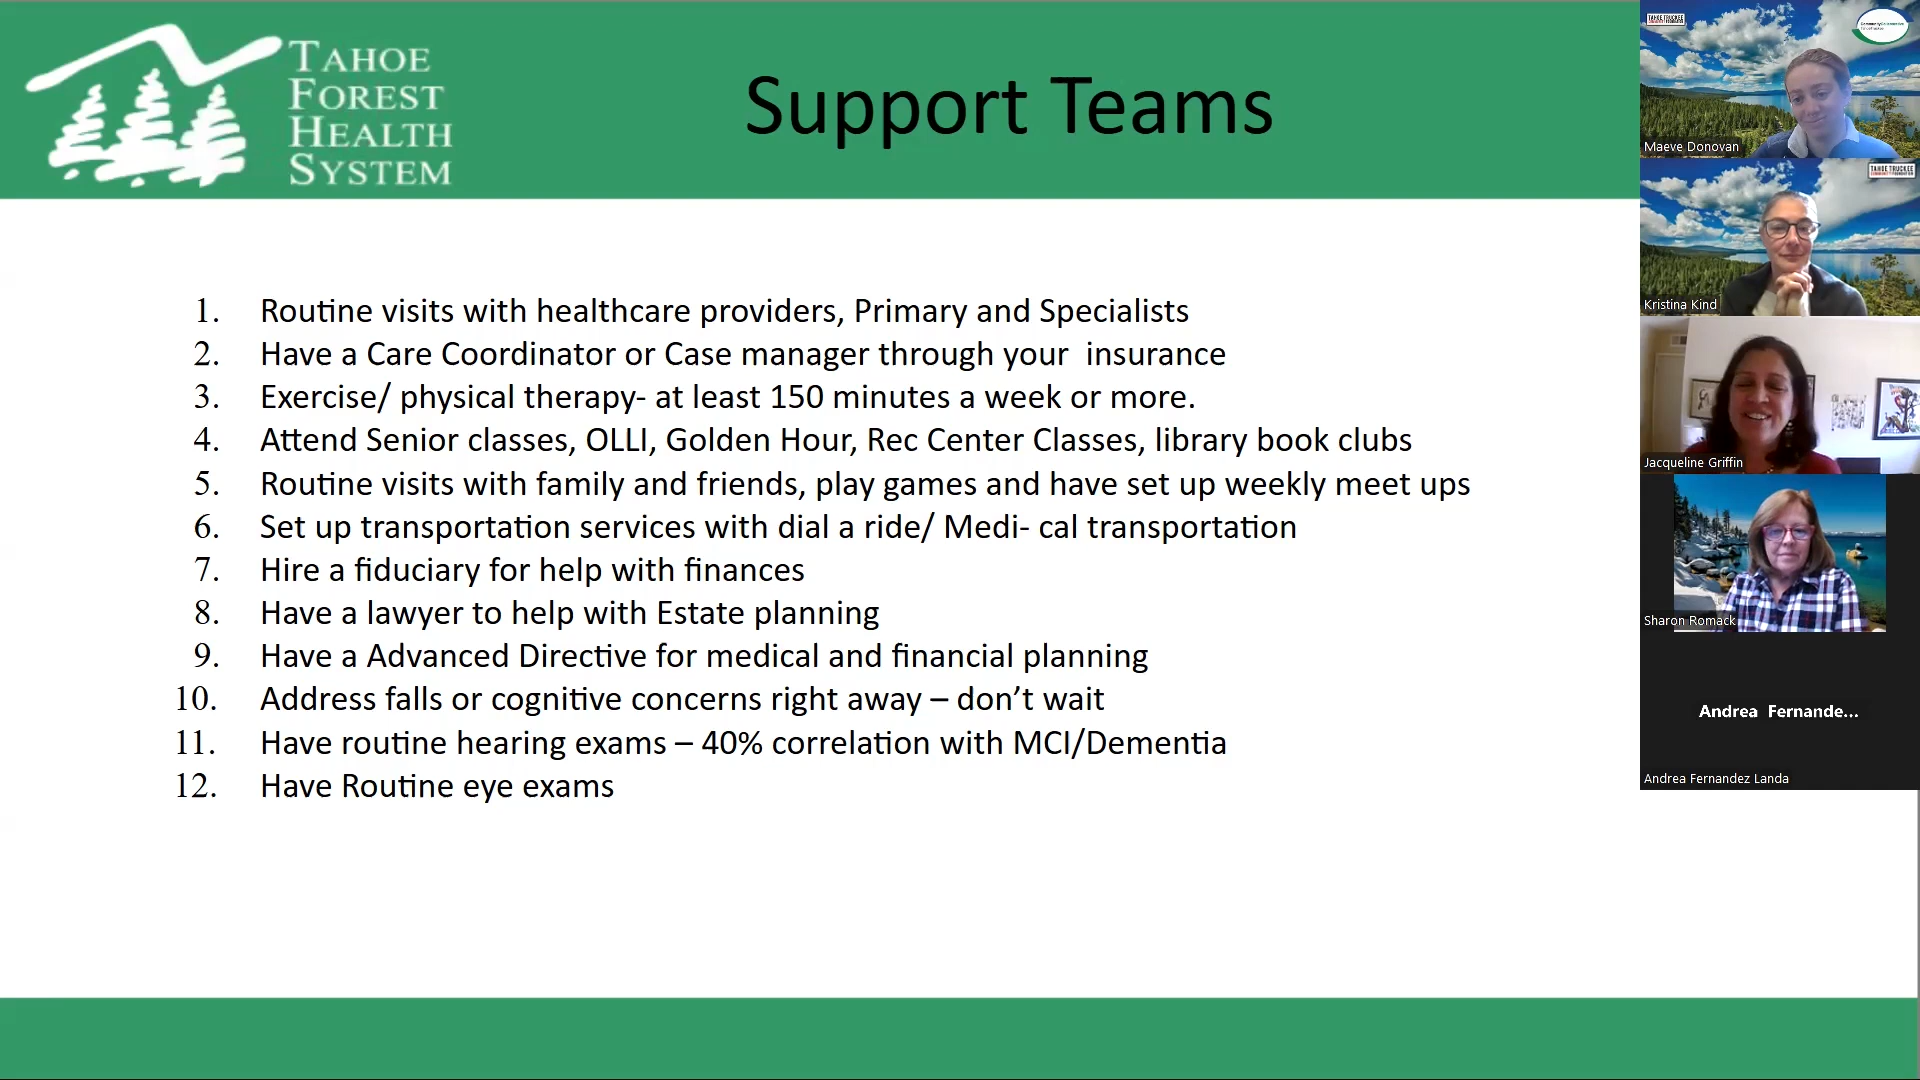 TAHOE
FOREST
HEALTH
SYSTEM
Support Teams
1. Routine visits with healthcare providers, Primary and Specialists
2. Have a Care Coordinator or Case manager through your  insurance
3. Exercise/ physical therapy- at least 150 minutes a week or more.
4. Attend Senior classes, OLLI, Golden Hour, Rec Center Classes, library book clubs
5. Routine visits with family and friends, play games and have set up weekly meet ups
6. Set up transportation services with dial a ride/ Medi- cal transportation
7. Hire a fiduciary for help with finances
8. Have a lawyer to help with Estate planning
9. Have a Advanced Directive for medical and financial planning
10. Address falls or cognitive concerns right away – don’t wait
11. Have routine hearing exams – 40% correlation with MCI/Dementia
12. Have Routine eye exams
TAHOE TRUCKEE
Maeve Donovan
TAHOE TRUCKEE
Kristina Kind
Jacqueline Griffin
Sharon Romack
Andrea  Fernande...
Andrea Fernandez Landa